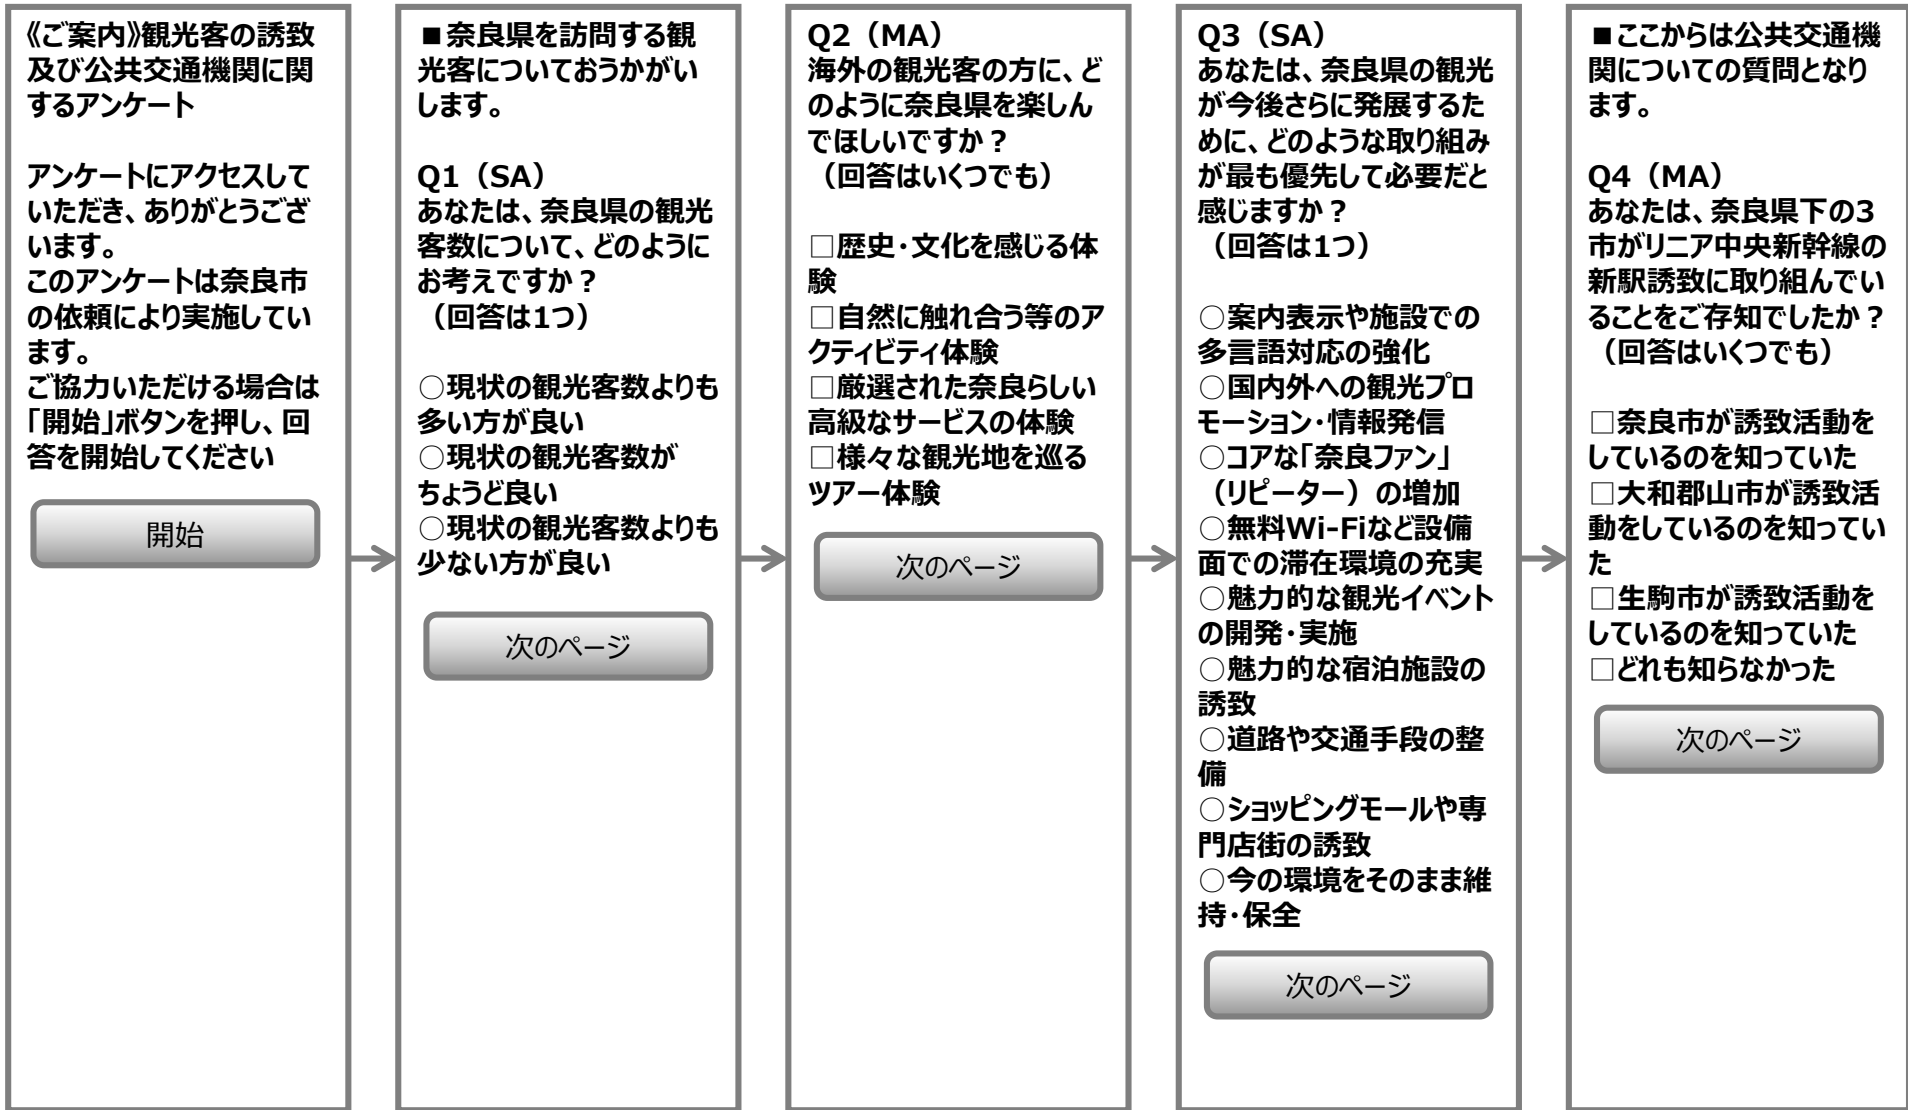 《ご案内》観光客の誘致
及び公共交通機関に関
するアンケート
アンケートにアクセスして
いただき、ありがとうござ
います。
このアンケートは奈良市
の依頼により実施してい
ます。
ご協力いただける場合は
「開始」ボタンを押し、回
答を開始してください
開始
■奈良県を訪問する観
光客についておうかがい
します。
Q1（SA）
あなたは、奈良県の観光
客数について、どのように
お考えですか？
（回答は1つ）
○現状の観光客数よりも
多い方が良い
○現状の観光客数が
ちょうど良い
○現状の観光客数よりも
少ない方が良い
次のページ
Q2（MA）
海外の観光客の方に、ど
のように奈良県を楽しん
でほしいですか？
（回答はいくつでも）
□歴史・文化を感じる体
験
□自然に触れ合う等のア
クティビティ体験
□厳選された奈良らしい
高級なサービスの体験
□様々な観光地を巡る
ツアー体験
次のページ
Q3（SA）
あなたは、奈良県の観光
が今後さらに発展するた
めに、どのような取り組み
が最も優先して必要だと
感じますか？
（回答は1つ）
○案内表示や施設での
多言語対応の強化
○国内外への観光プロ
モーション・情報発信
○コアな「奈良ファン」
（リピーター）の増加
○無料Wi-Fiなど設備
面での滞在環境の充実
○魅力的な観光イベント
の開発・実施
○魅力的な宿泊施設の
誘致
○道路や交通手段の整
備
○ショッピングモールや専
門店街の誘致
○今の環境をそのまま維
持・保全
次のページ
■ここからは公共交通機
関についての質問となり
ます。
Q4（MA）
あなたは、奈良県下の3
市がリニア中央新幹線の
新駅誘致に取り組んでい
ることをご存知でしたか？
（回答はいくつでも）
□奈良市が誘致活動を
しているのを知っていた
□大和郡山市が誘致活
動をしているのを知ってい
た
□生駒市が誘致活動を
しているのを知っていた
□どれも知らなかった
次のページ